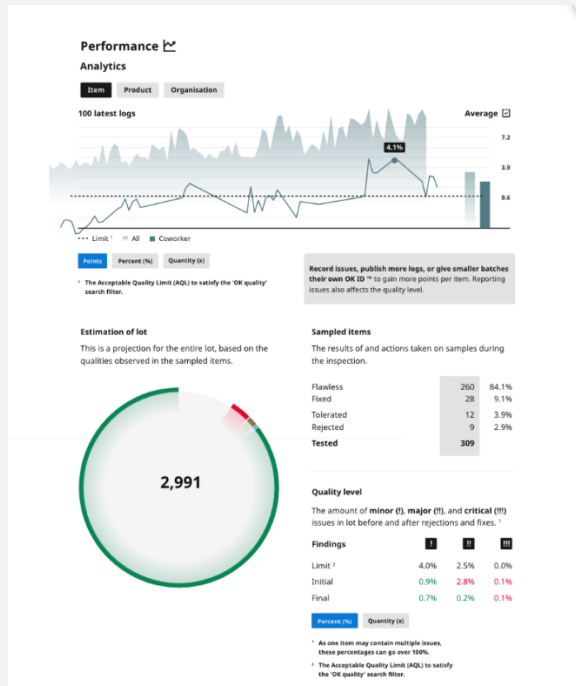 Performance
Analytics
Item Product Organisation
100 latest logs Average
7.2
4.1%
3.9
0.6
Limit ¹ All Coworker
Points Percent (%) Quantity (x)
¹ The Acceptable Quality Limit (AQL) to satisfy the 'OK quality'
search filter.
Record issues, publish more logs, or give smaller batches
their own OK ID ™ to gain more points per item. Reporting
issues also affects the quality level.
Estimation of lot
This is a projection for the entire lot, based on the
qualities observed in the sampled items.
2,991
Sampled items
The results of and actions taken on samples during
the inspection.
Flawless 260 84.1%
Fixed 28 9.1%
Tolerated 12 3.9%
Rejected 9 2.9%
Tested 309
Quality level
The amount of minor (!), major (!!), and critical (!!!)
issues in lot before and after rejections and fixes. ¹
Findings ! !! !!!
Limit ² 4.0% 2.5% 0.0%
Initial 0.9% 2.8% 0.1%
Final 0.7% 0.2% 0.1%
Percent (%) Quantity (x)
¹ As one item may contain multiple issues,
these percentages can go over 100%.
² The Acceptable Quality Limit (AQL) to satisfy
the 'OK quality' search filter.